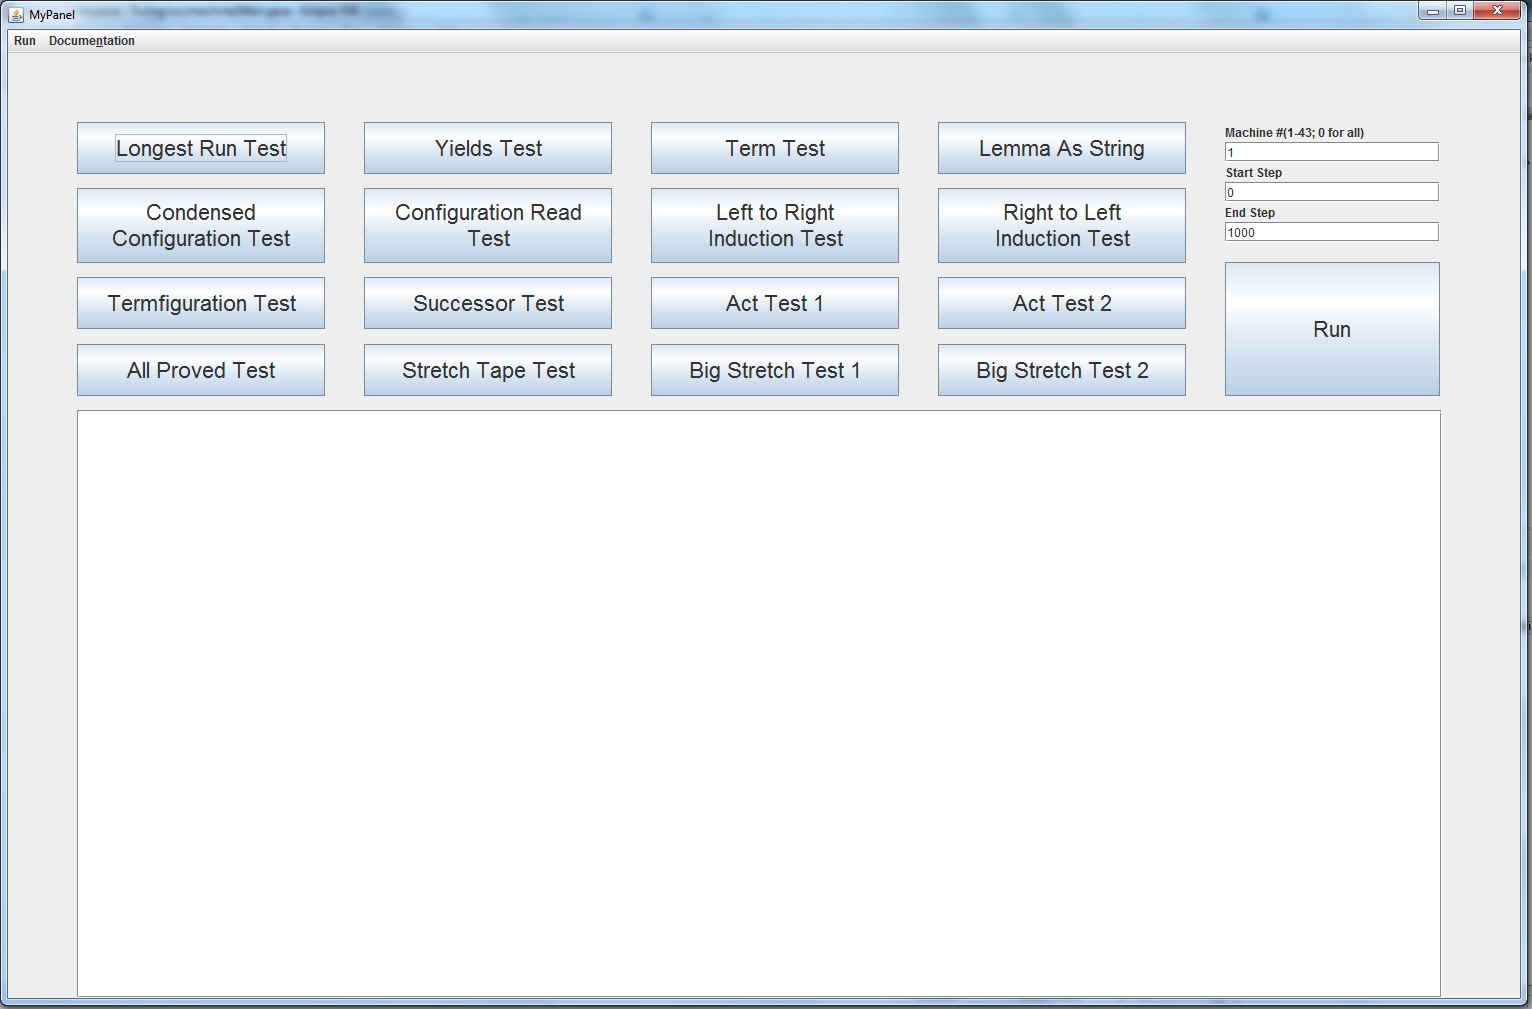 MyPanel
Run Documentation
Longest Run Test
Yields Test
Term Test
Lemma As String
Machine #(1-43; 0 for all)
1
Start Step
0
End Step
1000
Condensed
Configuration Test
Configuration Read
Test
Left to Right
Induction Test
Right to Left
Induction Test
Termfiguration Test
Successor Test
Act Test 1
Act Test 2
Run
All Proved Test
Stretch Tape Test
Big Stretch Test 1
Big Stretch Test 2